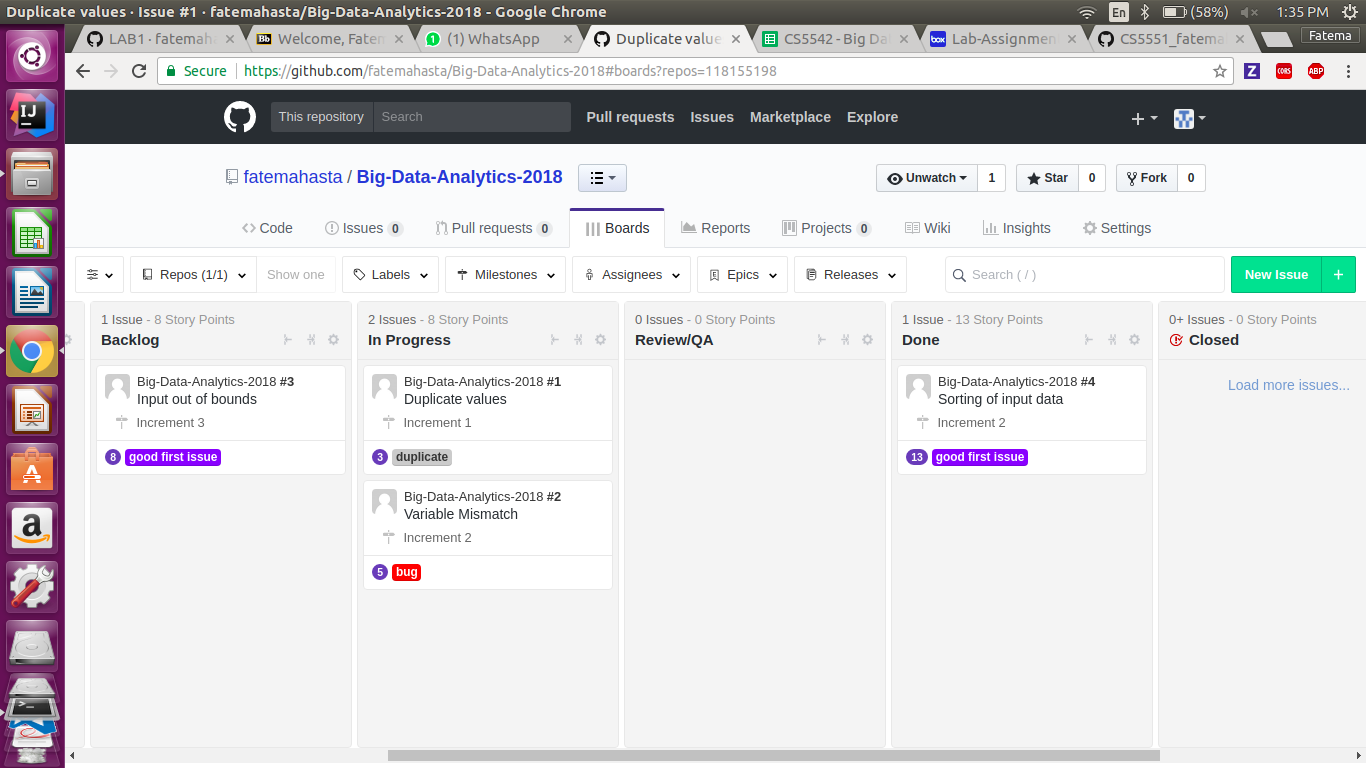 Duplicate values · Issue #1 · fatemahasta/Big-Data-Analytics-2018 - Google Chrome
En (58%) 1:35 PM
LAB1 · fatemah
Bb Welcome, Fatem
1 (1) WhatsApp
Duplicate value
CS5542 - Big Da
box Lab-Assignmen
CS5551_fatema
Fatema
Secure https://github.com/fatemahasta/Big-Data-Analytics-2018#boards?repos=118155198
Z CORS ABP
This repository Search Pull requests Issues Marketplace Explore
fatemahasta / Big-Data-Analytics-2018
Unwatch 1 Star 0 Fork 0
Code Issues 0 Pull requests 0 Boards Reports Projects 0 Wiki Insights Settings
Repos (1/1) Show one Labels Milestones Assignees Epics Releases Search ( / ) New Issue +
1 Issue - 8 Story Points
Backlog
Big-Data-Analytics-2018 #3
Input out of bounds
Increment 3
8 good first issue
2 Issues - 8 Story Points
In Progress
Big-Data-Analytics-2018 #1
Duplicate values
Increment 1
3 duplicate
Big-Data-Analytics-2018 #2
Variable Mismatch
Increment 2
5 bug
0 Issues - 0 Story Points
Review/QA
1 Issue - 13 Story Points
Done
Big-Data-Analytics-2018 #4
Sorting of input data
Increment 2
13 good first issue
0+ Issues - 0 Story Points
Closed
Load more issues...
IJ
A
a